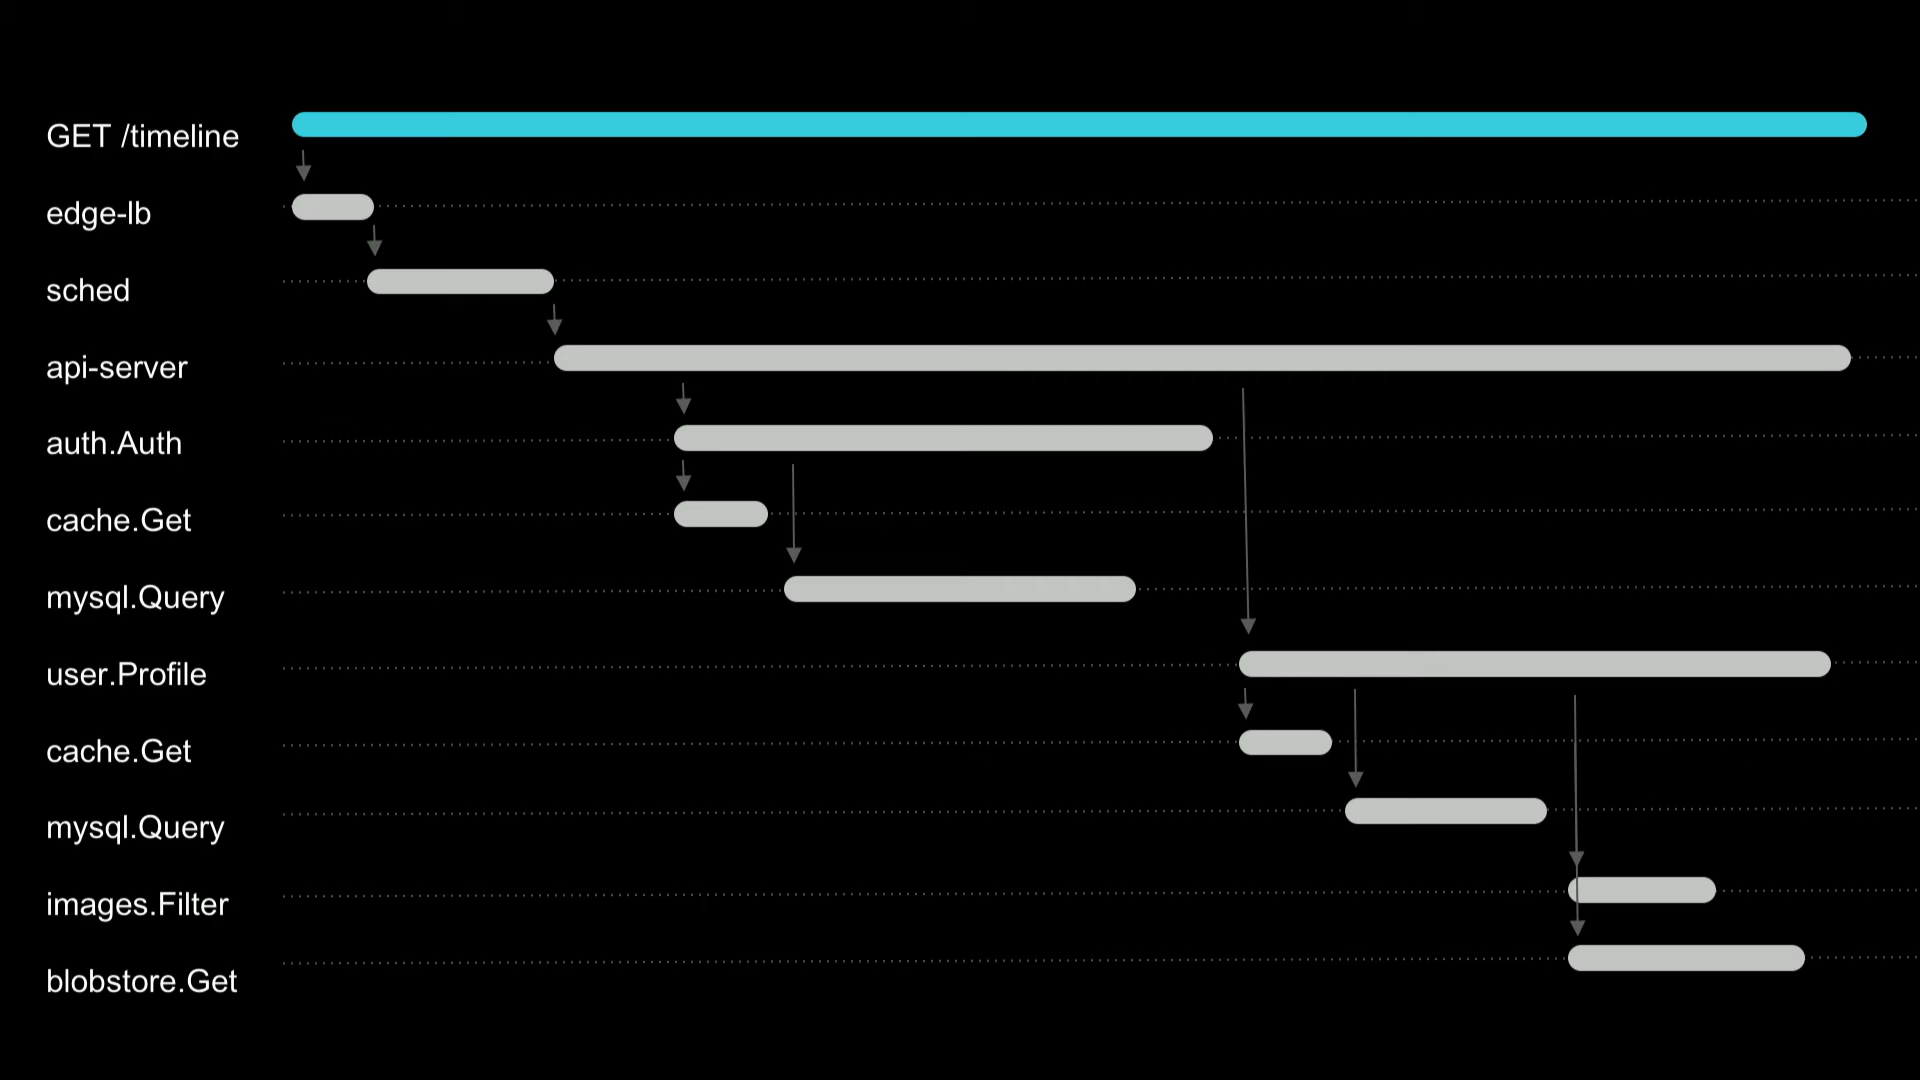 GET /timeline
edge-lb
sched
api-server
auth.Auth
cache.Get
mysql.Query
user.Profile
cache.Get
mysql.Query
images.Filter
blobstore.Get